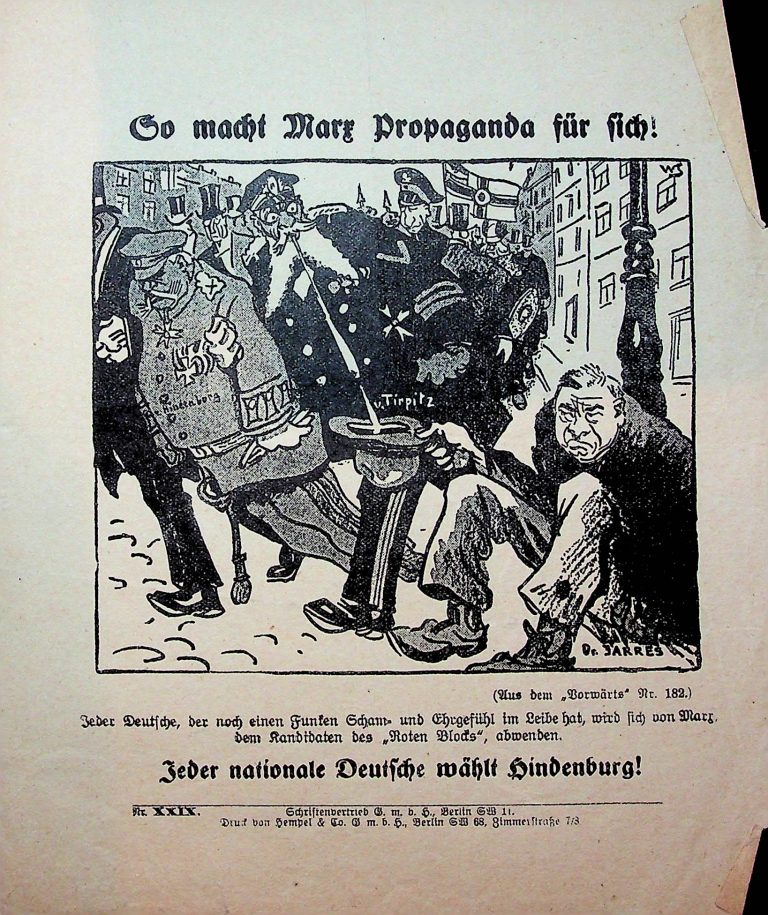 So macht Marx Propaganda für sich!
WS
Hindenburg
v. Tirpitz
Dr. JARRES
(Aus dem „Vorwärts“ Nr. 182.)
Jeder Deutsche, der noch einen Funken Scham- und Ehrgefühl im Leibe hat, wird sich von Marx,
dem Kandidaten des „Roten Blocks“, abwenden.
Jeder nationale Deutsche wählt Hindenburg!
Nr. XXIX.
Schriftenvertrieb G. m. b. H., Berlin SW 11.
Druck von Hempel & Co. G m. b. H., Berlin SW 68, Zimmerstraße 7/8